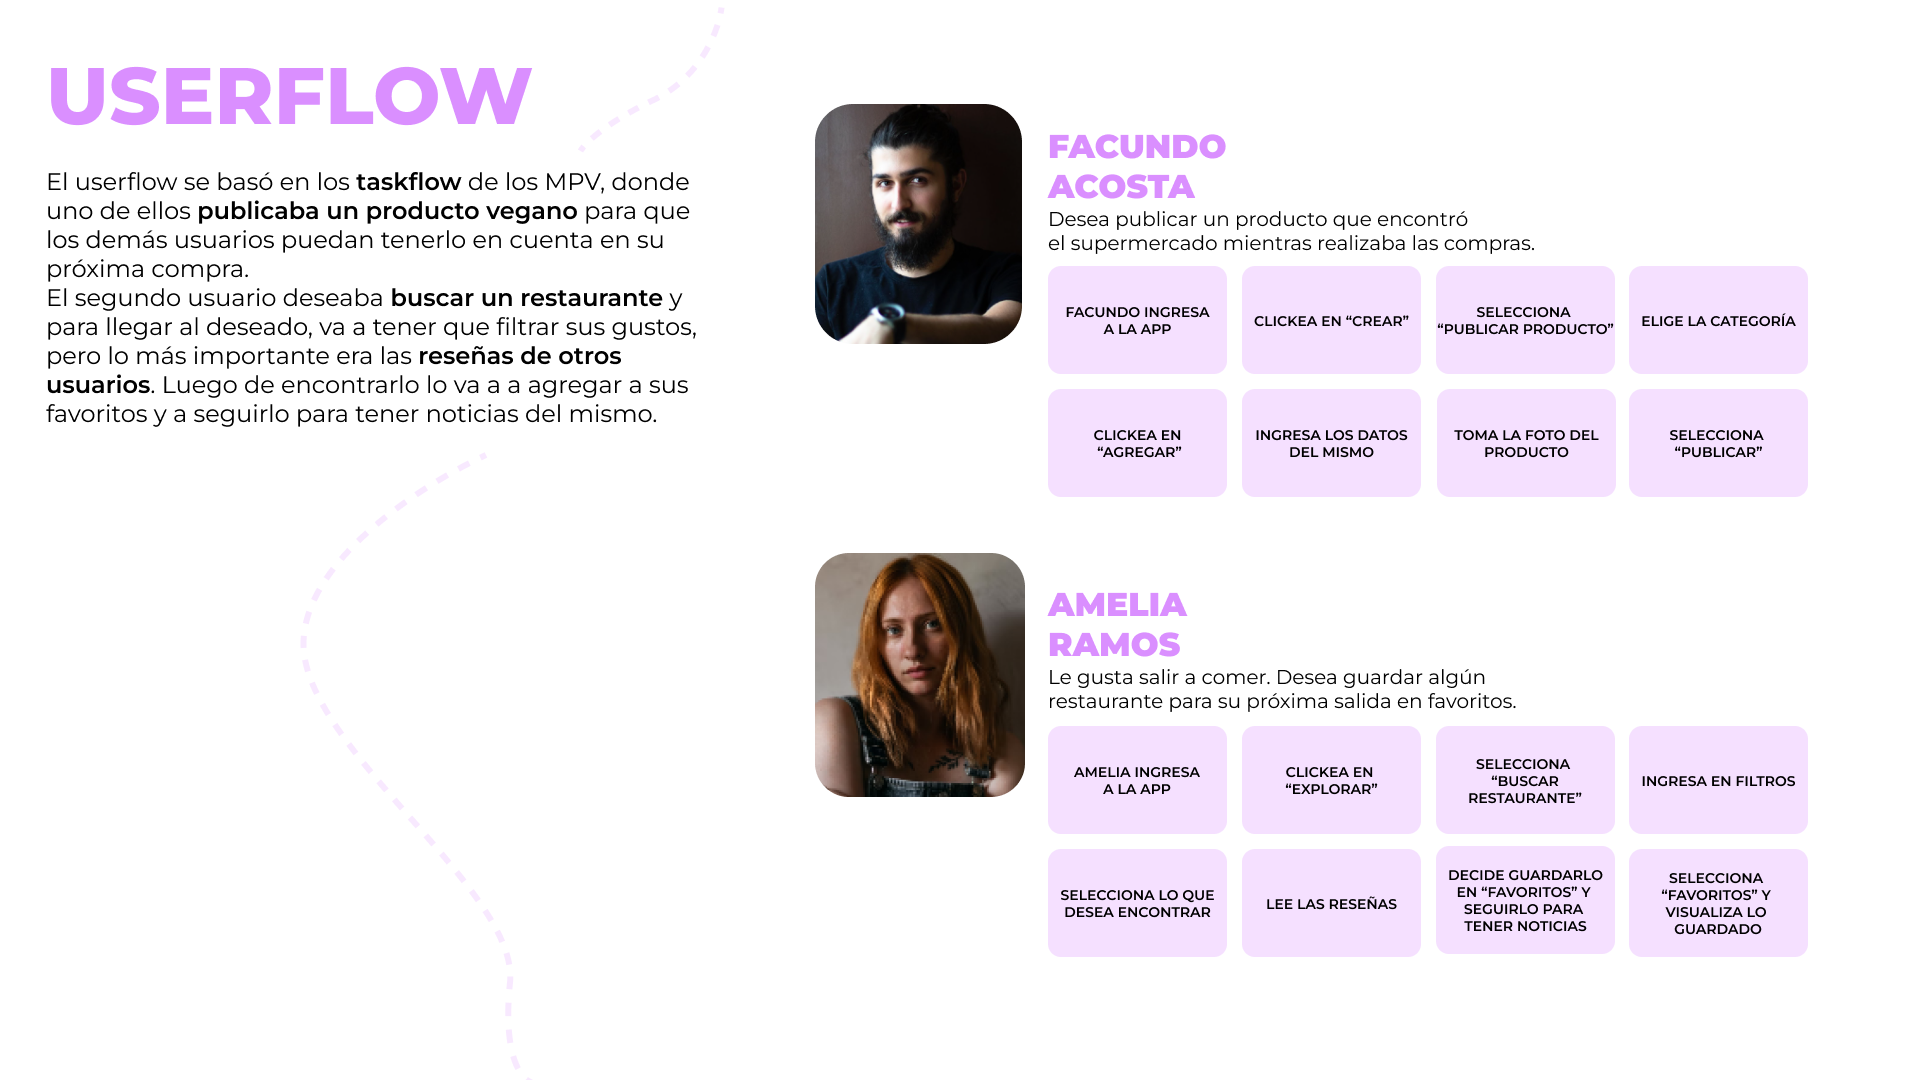 USERFLOW
El userflow se basó en los taskflow de los MPV, donde
uno de ellos publicaba un producto vegano para que
los demás usuarios puedan tenerlo en cuenta en su
próxima compra.
El segundo usuario deseaba buscar un restaurante y
para llegar al deseado, va a tener que filtrar sus gustos,
pero lo más importante era las reseñas de otros
usuarios. Luego de encontrarlo lo va a a agregar a sus
favoritos y a seguirlo para tener noticias del mismo.
FACUNDO
ACOSTA
Desea publicar un producto que encontró
el supermercado mientras realizaba las compras.
FACUNDO INGRESA
A LA APP
CLICKEA EN “CREAR”
SELECCIONA
“PUBLICAR PRODUCTO”
ELIGE LA CATEGORÍA
CLICKEA EN
“AGREGAR”
INGRESA LOS DATOS
DEL MISMO
TOMA LA FOTO DEL
PRODUCTO
SELECCIONA
“PUBLICAR”
AMELIA
RAMOS
Le gusta salir a comer. Desea guardar algún
restaurante para su próxima salida en favoritos.
AMELIA INGRESA
A LA APP
CLICKEA EN
“EXPLORAR”
SELECCIONA
“BUSCAR
RESTAURANTE”
INGRESA EN FILTROS
SELECCIONA LO QUE
DESEA ENCONTRAR
LEE LAS RESEÑAS
DECIDE GUARDARLO
EN “FAVORITOS” Y
SEGUIRLO PARA
TENER NOTICIAS
SELECCIONA
“FAVORITOS” Y
VISUALIZA LO
GUARDADO